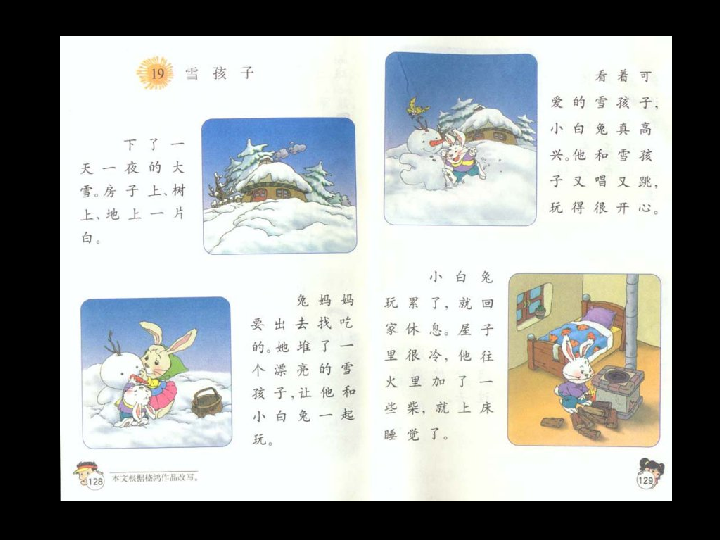 19 雪孩子
下了一
天一夜的大
雪。房子上、树
上、地上一片
白。
兔妈妈
要出去找吃
的。她堆了一
个漂亮的雪
孩子,让他和
小白兔一起
玩。
128
本文根据嵇鸿作品改写。
看着可
爱的雪孩子,
小白兔真高
兴。他和雪孩
子又唱又跳,
玩得很开心。
小白兔
玩累了,就回
家休息。屋子
里很冷,他往
火里加了一
些柴,就上床
睡觉了。
129